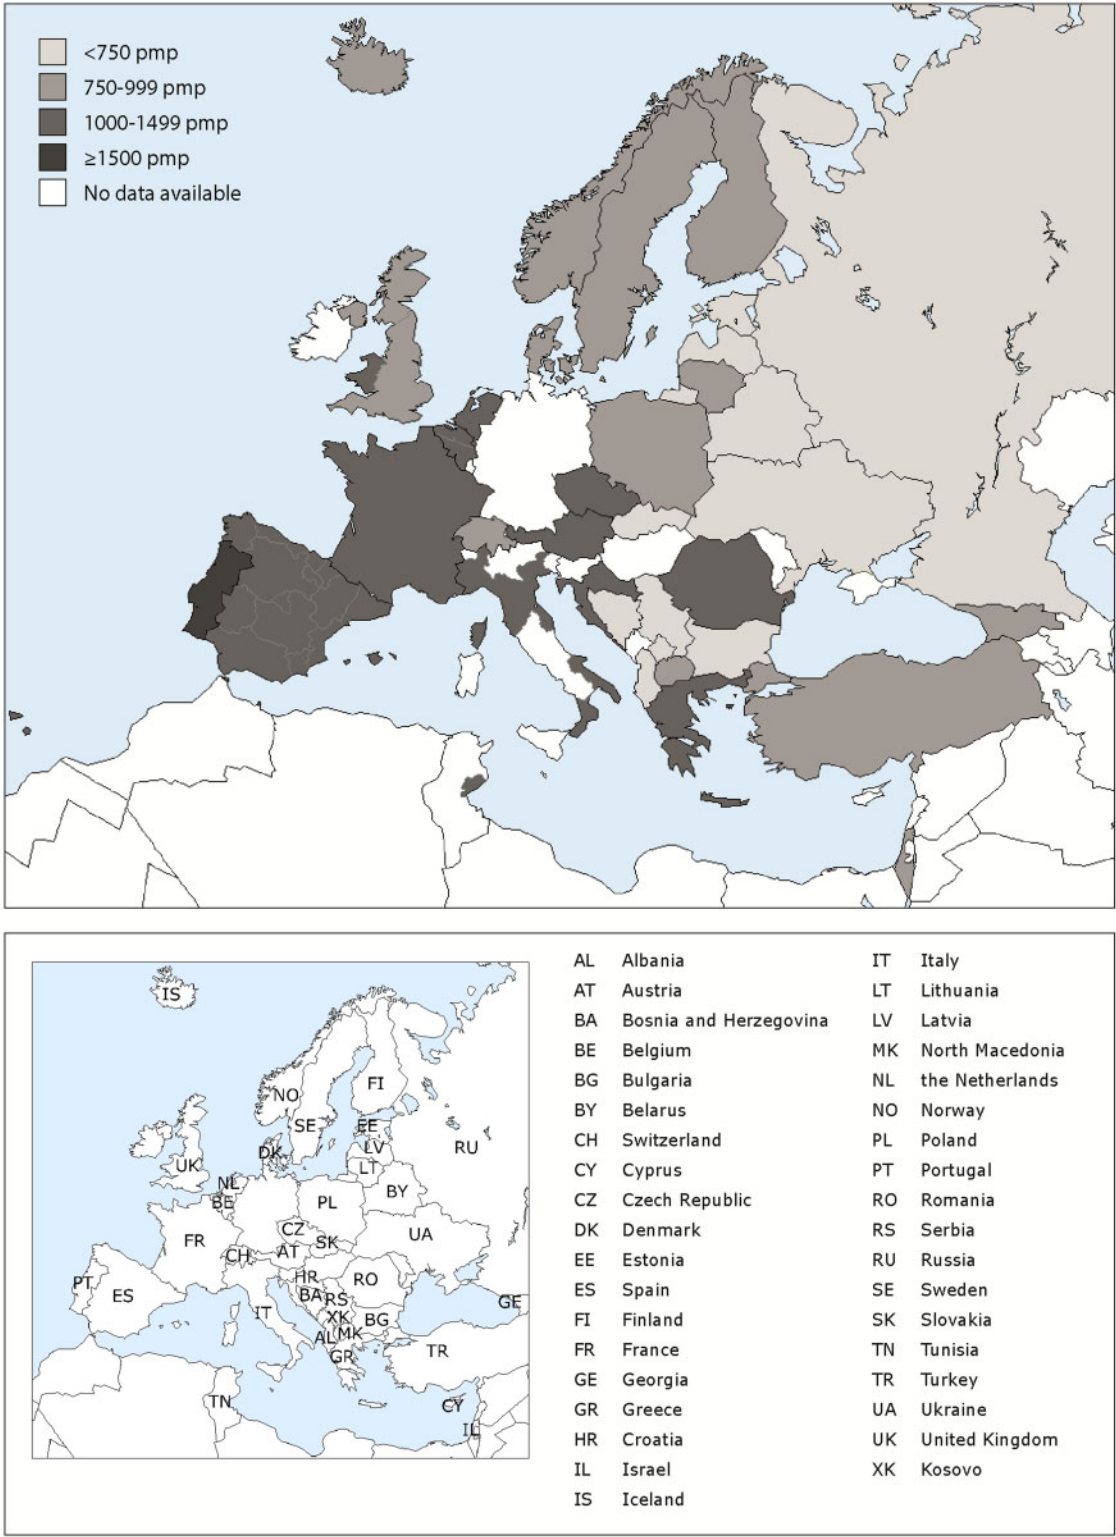 <750 pmp
750-999 pmp
1000-1499 pmp
≥1500 pmp
No data available
IS
NO
FI
SE
EE
RU
DK
LV
LT
UK
NL
BY
BE
PL
CZ
UA
FR
SK
CH
AT
HR
RO
PT
ES
BA
RS
GE
IT
XK
BG
AL
MK
GR
TR
TN
CY
IL
AL Albania
AT Austria
BA Bosnia and Herzegovina
BE Belgium
BG Bulgaria
BY Belarus
CH Switzerland
CY Cyprus
CZ Czech Republic
DK Denmark
EE Estonia
ES Spain
FI Finland
FR France
GE Georgia
GR Greece
HR Croatia
IL Israel
IS Iceland
IT Italy
LT Lithuania
LV Latvia
MK North Macedonia
NL the Netherlands
NO Norway
PL Poland
PT Portugal
RO Romania
RS Serbia
RU Russia
SE Sweden
SK Slovakia
TN Tunisia
TR Turkey
UA Ukraine
UK United Kingdom
XK Kosovo